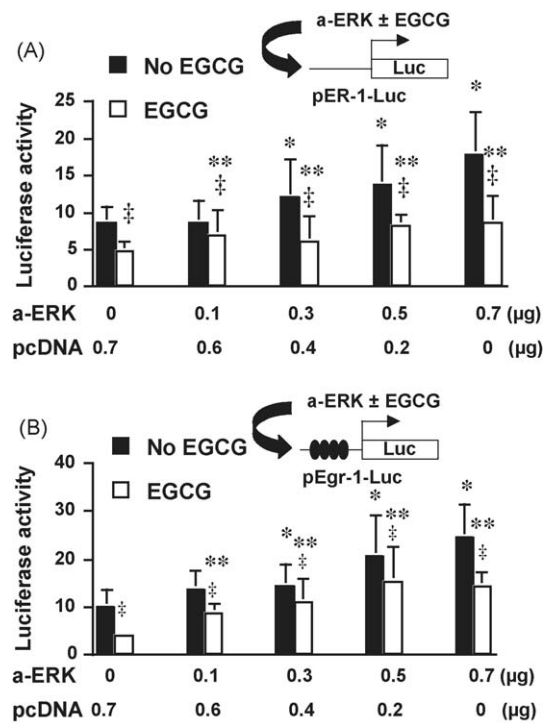 (A)
a-ERK ± EGCG
No EGCG
Luc
EGCG
pER-1-Luc
Luciferase activity
25
20
15
10
5
0
‡
** ‡
* ** ‡
* ** ‡
* ** ‡
a-ERK 0 0.1 0.3 0.5 0.7 (μg)
pcDNA 0.7 0.6 0.4 0.2 0 (μg)
(B)
a-ERK ± EGCG
No EGCG
Luc
EGCG
pEgr-1-Luc
Luciferase activity
40
30
20
10
0
‡
** ‡
* ** ‡
* ** ‡
* ** ‡
a-ERK 0 0.1 0.3 0.5 0.7 (μg)
pcDNA 0.7 0.6 0.4 0.2 0 (μg)